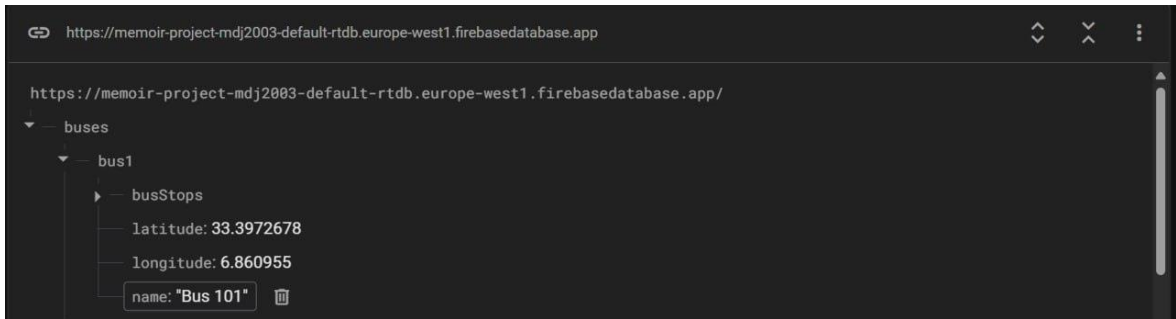 https://memoir-project-mdj2003-default-rtdb.europe-west1.firebasedatabase.app
https://memoir-project-mdj2003-default-rtdb.europe-west1.firebasedatabase.app/
buses
bus1
busStops
latitude: 33.3972678
longitude: 6.860955
name: "Bus 101"